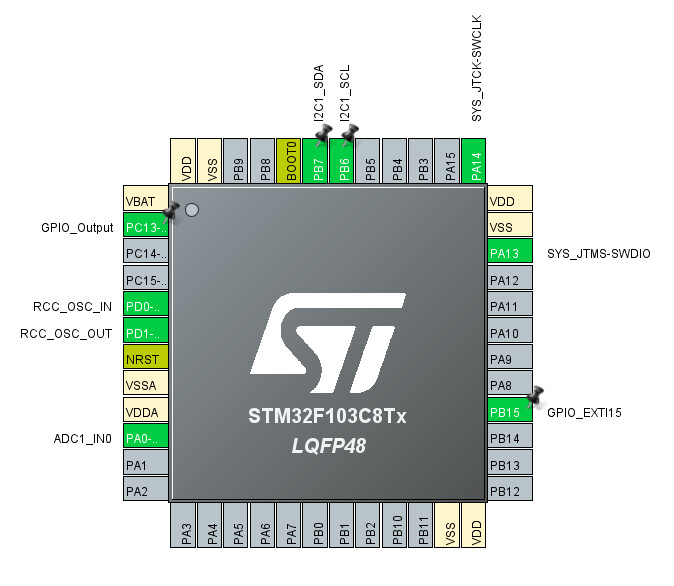 SYS_JTCK-SWCLK
I2C1_SDA
I2C1_SCL
VDD
VSS
PB9
PB8
BOOT0
PB7
PB6
PB5
PB4
PB3
PA15
PA14
VBAT
GPIO_Output PC13-..
PC14-..
PC15-..
RCC_OSC_IN PD0-..
RCC_OSC_OUT PD1-..
NRST
VSSA
VDDA
ADC1_IN0 PA0-..
PA1
PA2
ST
STM32F103C8Tx
LQFP48
VDD
VSS
PA13 SYS_JTMS-SWDIO
PA12
PA11
PA10
PA9
PA8
PB15 GPIO_EXTI15
PB14
PB13
PB12
PA3
PA4
PA5
PA6
PA7
PB0
PB1
PB2
PB10
PB11
VSS
VDD